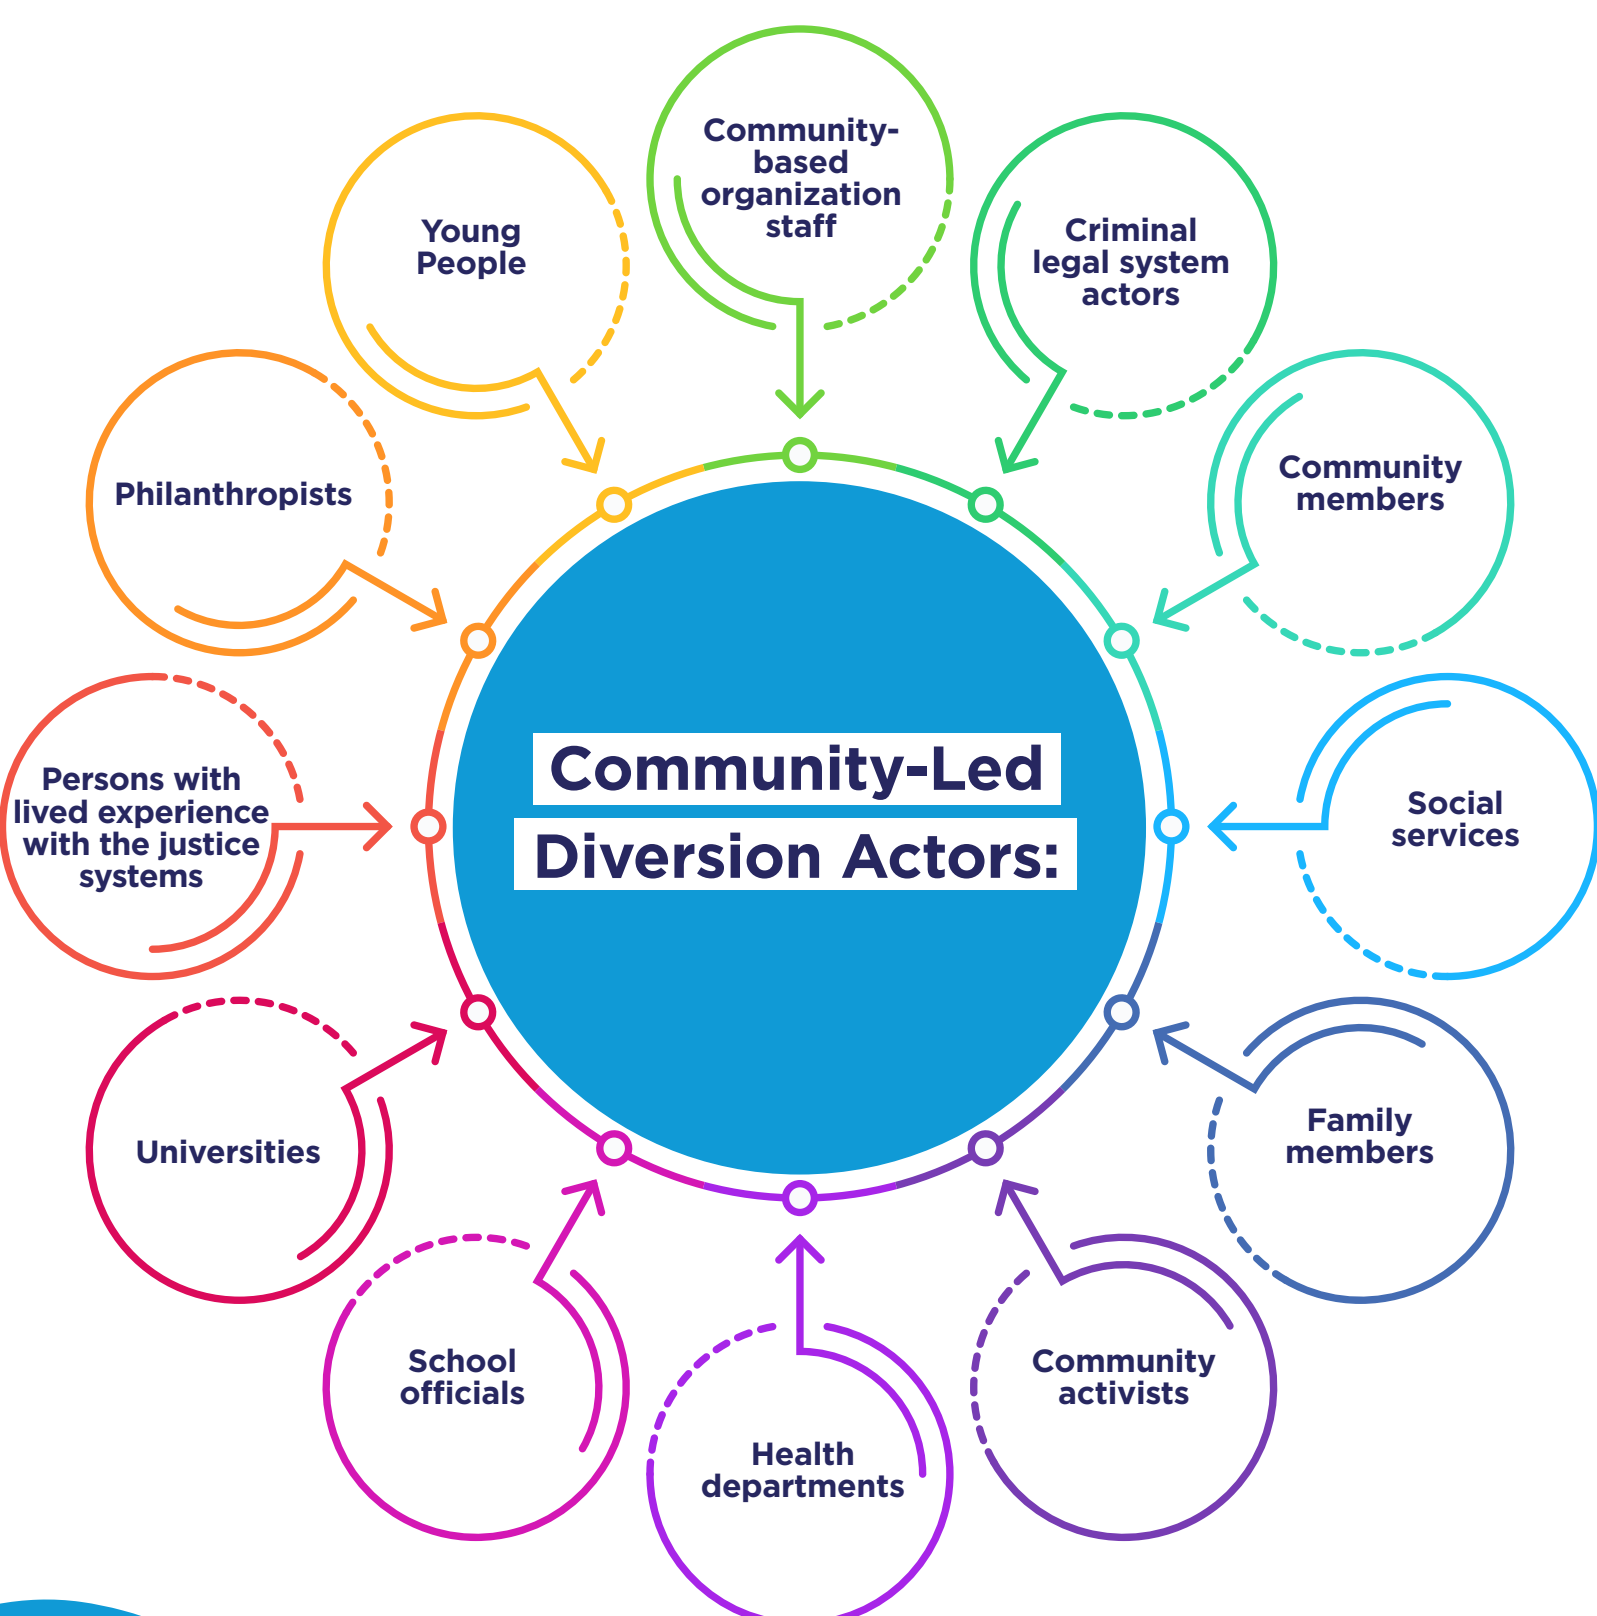 Community-
based
organization
staff
Criminal
legal system
actors
Community
members
Social
services
Family
members
Community
activists
Health
departments
School
officials
Universities
Persons with
lived experience
with the justice
systems
Philanthropists
Young
People
Community-Led
Diversion Actors: